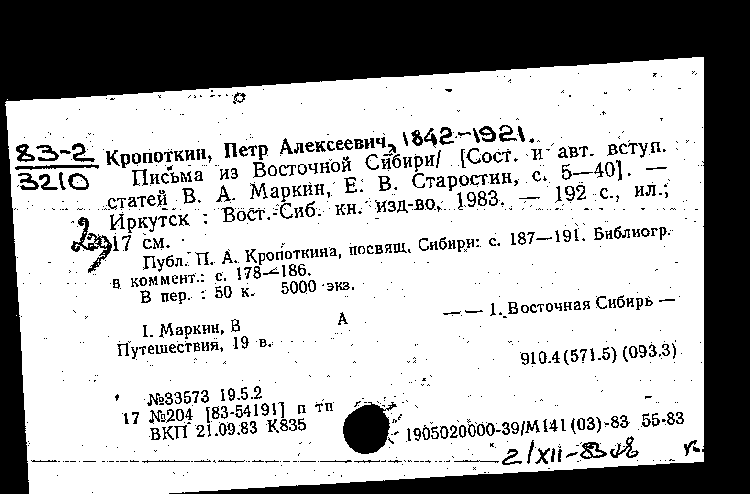 83-2
3210
Кропоткин, Петр Алексеевич, 1842-1921.
Письма из Восточной Сибири/ [Сост. и авт. вступ.
статей В. А. Маркин, Е. В. Старостин, с. 5—40]. —
Иркутск : Вост.-Сиб. кн. изд-во, 1983. — 192 с., ил.;
17 см.
Публ. П. А. Кропоткина, посвящ. Сибири: с. 187—191. Библиогр.
в коммент.: с. 178—186.
В пер. : 50 к. 5000 экз.
I. Маркин, В А — — 1. Восточная Сибирь —
Путешествия, 19 в.
910.4(571.5)(093.3)
№33573 19.5.2
17 №204 [83-54191] п тп
ВКП 21.09.83 К835
1905020000-39/М141(03)-83 55-83
2/XII-83